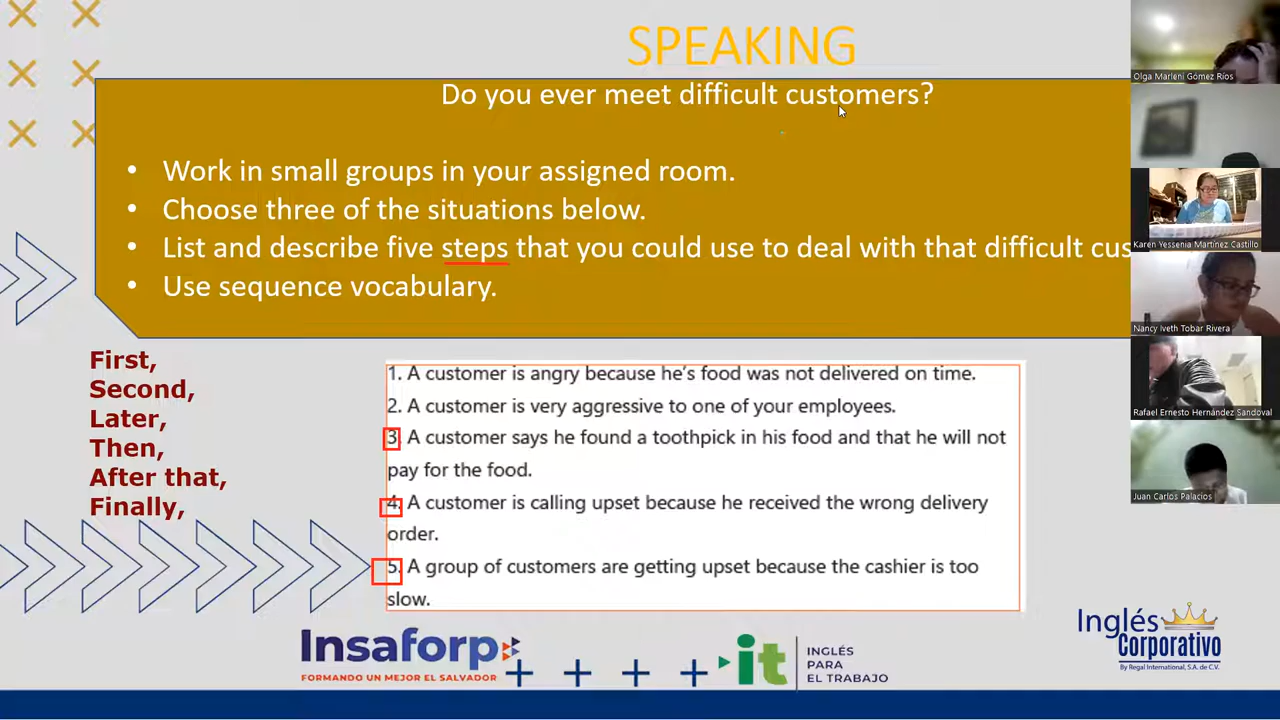 SPEAKING
Do you ever meet difficult customers?
• Work in small groups in your assigned room.
• Choose three of the situations below.
• List and describe five steps that you could use to deal with that difficult cus
• Use sequence vocabulary.
First,
Second,
Later,
Then,
After that,
Finally,
1. A customer is angry because he's food was not delivered on time.
2. A customer is very aggressive to one of your employees.
3. A customer says he found a toothpick in his food and that he will not
pay for the food.
4. A customer is calling upset because he received the wrong delivery
order.
5. A group of customers are getting upset because the cashier is too
slow.
Insaforp
FORMANDO UN MEJOR EL SALVADOR
it
INGLÉS
PARA
EL TRABAJO
Inglés
Corporativo
By Regal International, S.A. de C.V.
Olga Marleni Gómez Ríos
Karen Yessenia Martínez Castillo
Nancy Iveth Tobar Rivera
Rafael Ernesto Hernández Sandoval
Juan Carlos Palacios